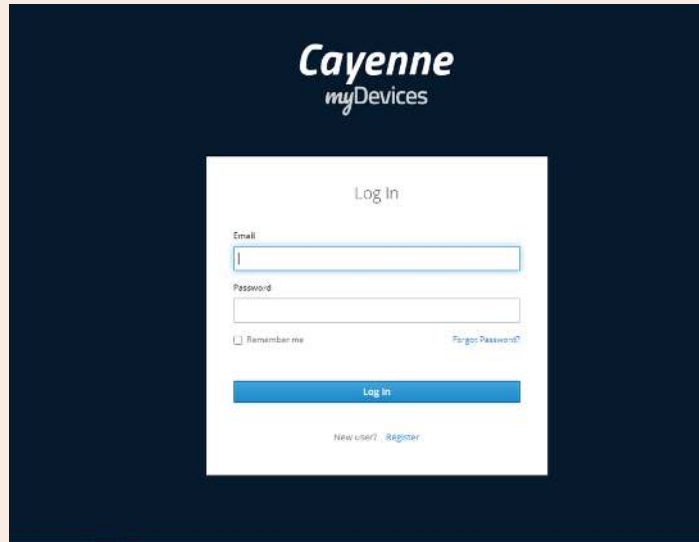 Cayenne
myDevices
Log In
Email
Password
Remember me Forgot Password?
Log In
New user? Register